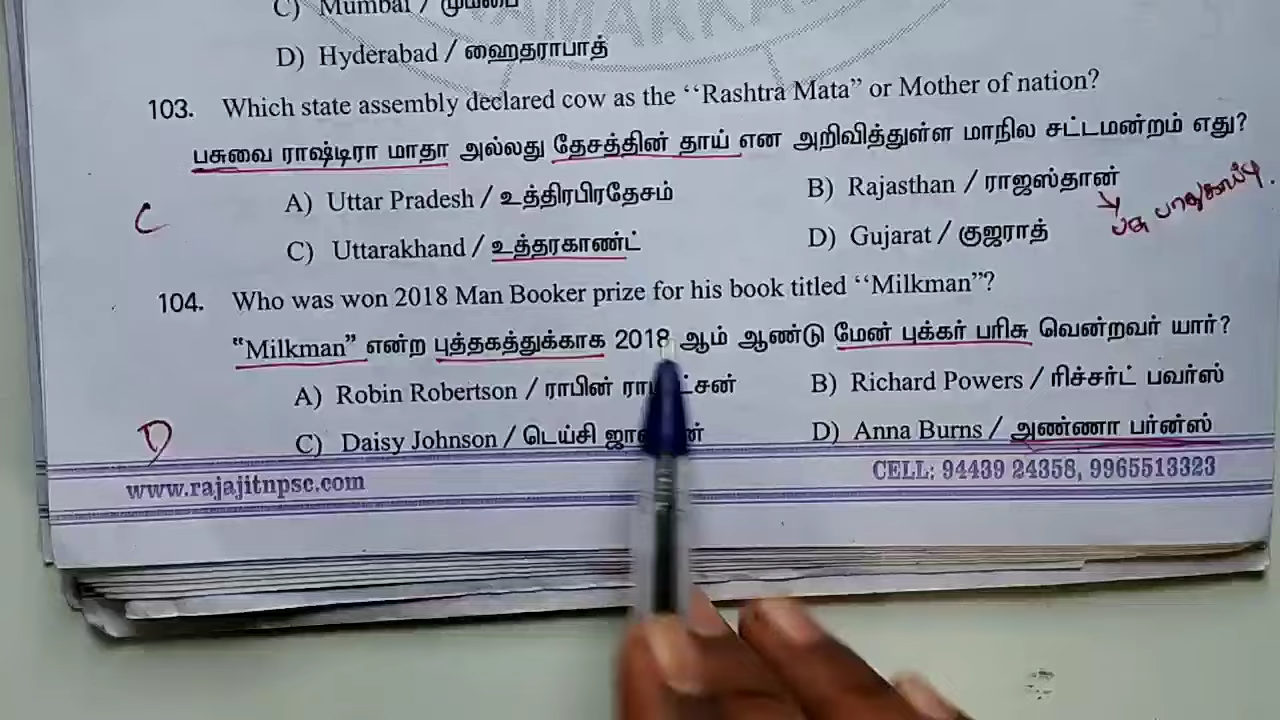 C) Mumbai / மும்பை
RAMAKKA
D) Hyderabad / ஹைதராபாத்
103. Which state assembly declared cow as the ‘‘Rashtra Mata” or Mother of nation?
பசுவை ராஷ்டிரா மாதா அல்லது தேசத்தின் தாய் என அறிவித்துள்ள மாநில சட்டமன்றம் எது?
A) Uttar Pradesh / உத்திரபிரதேசம் B) Rajasthan / ராஜஸ்தான்
பசு பாதுகாப்பு
C
C) Uttarakhand / உத்தரகாண்ட் D) Gujarat / குஜராத்
104. Who was won 2018 Man Booker prize for his book titled ‘‘Milkman”?
“Milkman” என்ற புத்தகத்துக்காக 2018 ஆம் ஆண்டு மேன் புக்கர் பரிசு வென்றவர் யார்?
A) Robin Robertson / ராபின் B) Richard Powers / ரிச்சர்ட் பவர்ஸ்
D
C) Daisy Johnson / டெய்சி D) Anna Burns / அண்ணா பர்ன்ஸ்
www.rajajitnpsc.com CELL: 94439 24358, 9965513323